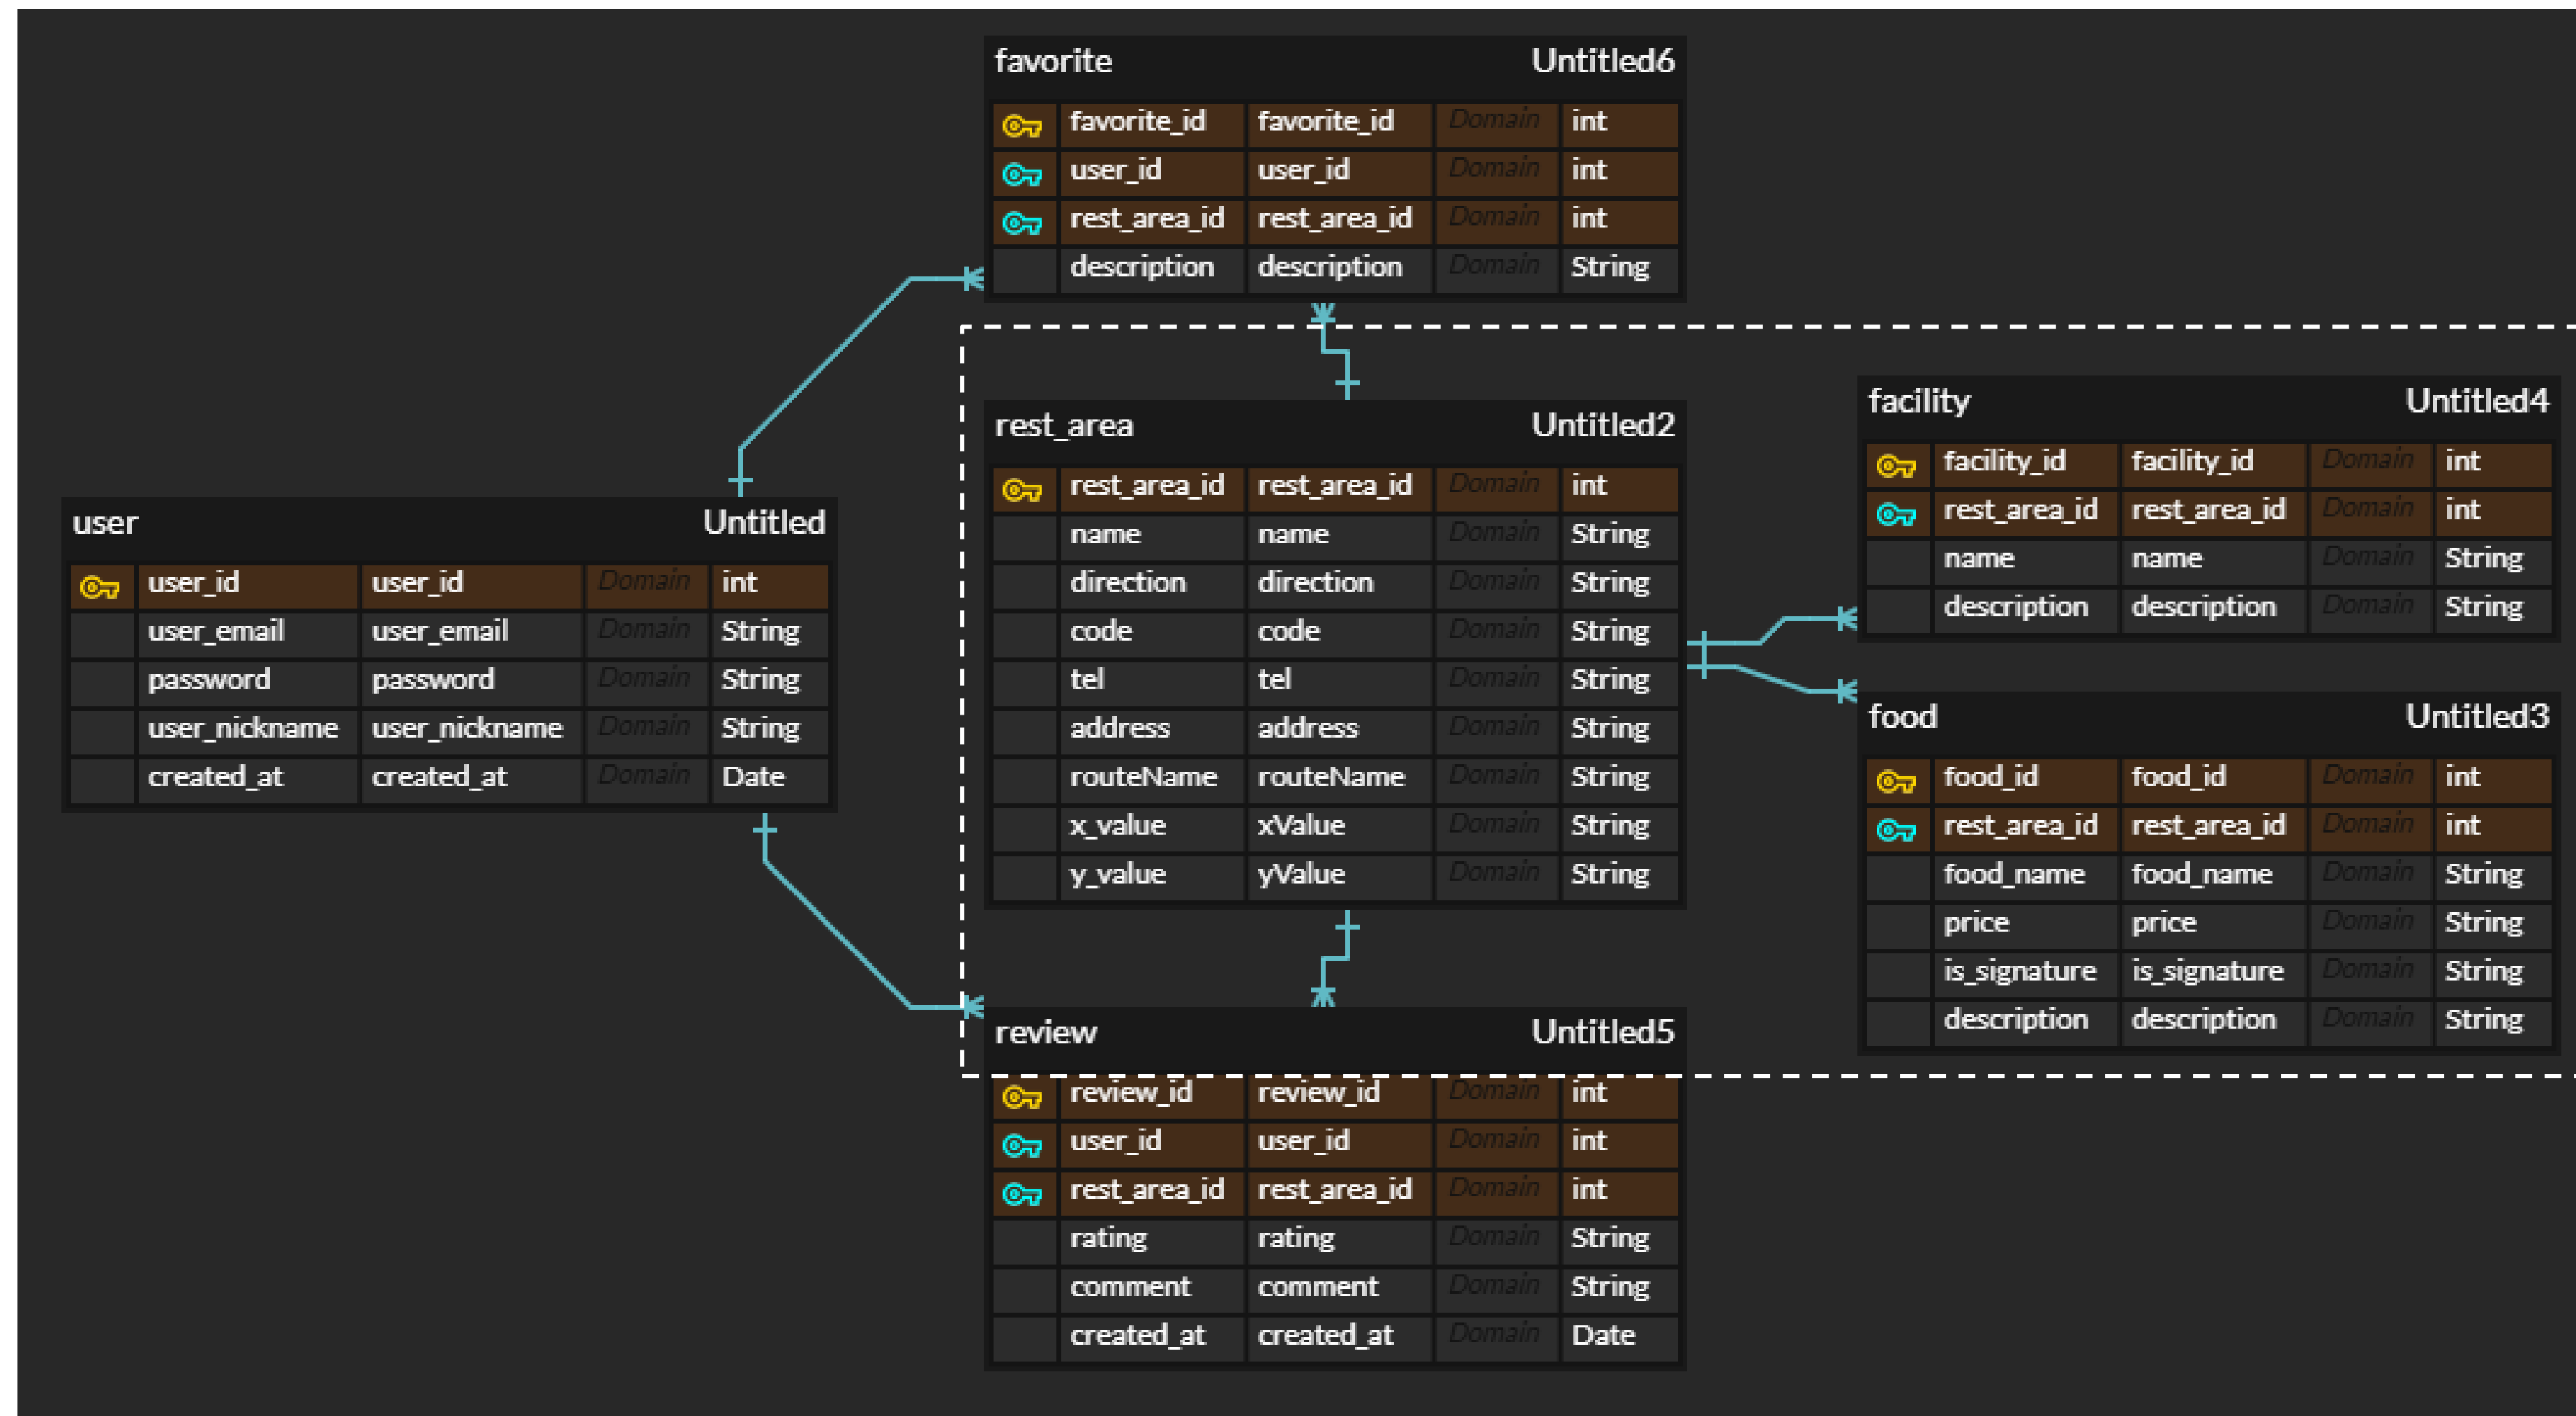 favorite Untitled6
favorite_id favorite_id Domain int
user_id user_id Domain int
rest_area_id rest_area_id Domain int
description description Domain String
user Untitled
user_id user_id Domain int
user_email user_email Domain String
password password Domain String
user_nickname user_nickname Domain String
created_at created_at Domain Date
rest_area Untitled2
rest_area_id rest_area_id Domain int
name name Domain String
direction direction Domain String
code code Domain String
tel tel Domain String
address address Domain String
routeName routeName Domain String
x_value xValue Domain String
y_value yValue Domain String
facility Untitled4
facility_id facility_id Domain int
rest_area_id rest_area_id Domain int
name name Domain String
description description Domain String
food Untitled3
food_id food_id Domain int
rest_area_id rest_area_id Domain int
food_name food_name Domain String
price price Domain String
is_signature is_signature Domain String
description description Domain String
review Untitled5
review_id review_id Domain int
user_id user_id Domain int
rest_area_id rest_area_id Domain int
rating rating Domain String
comment comment Domain String
created_at created_at Domain Date